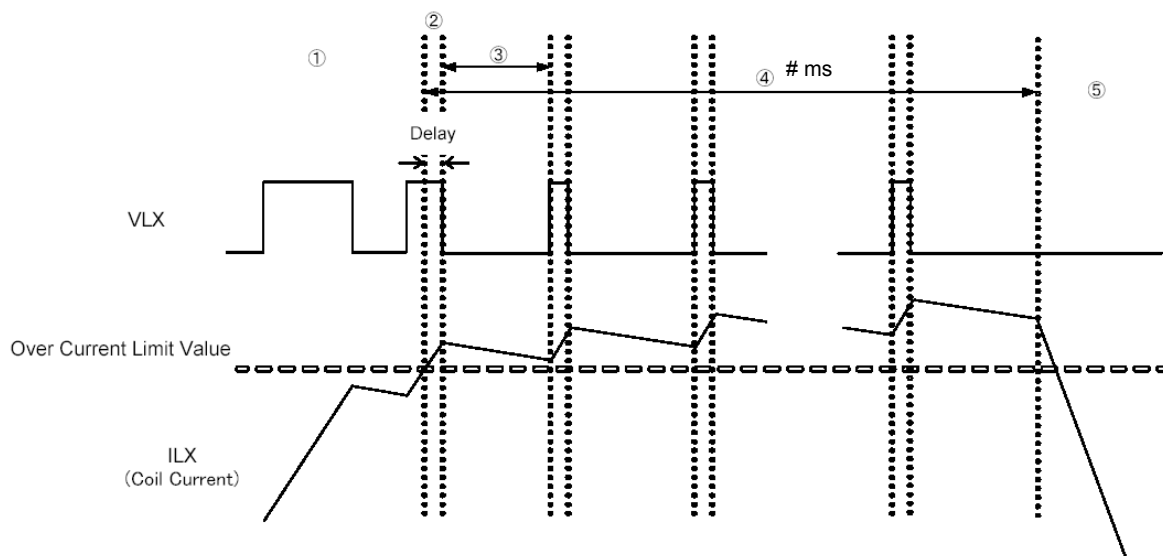 ②
①
③
④ # ms
⑤
Delay
VLX
Over Current Limit Value
ILX
(Coil Current)